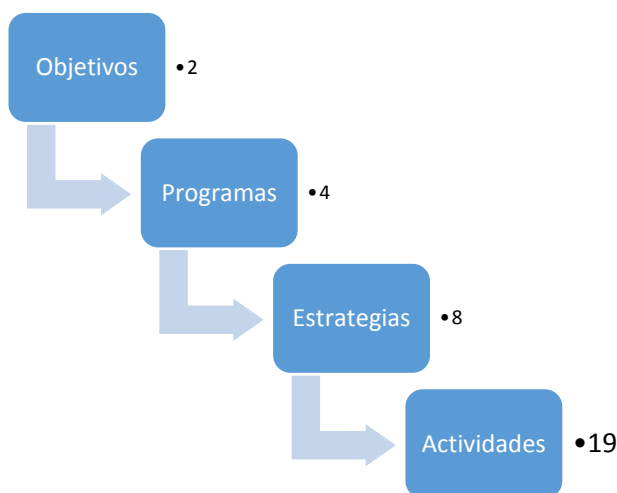 Objetivos
•2
Programas
•4
Estrategias
•8
Actividades
•19